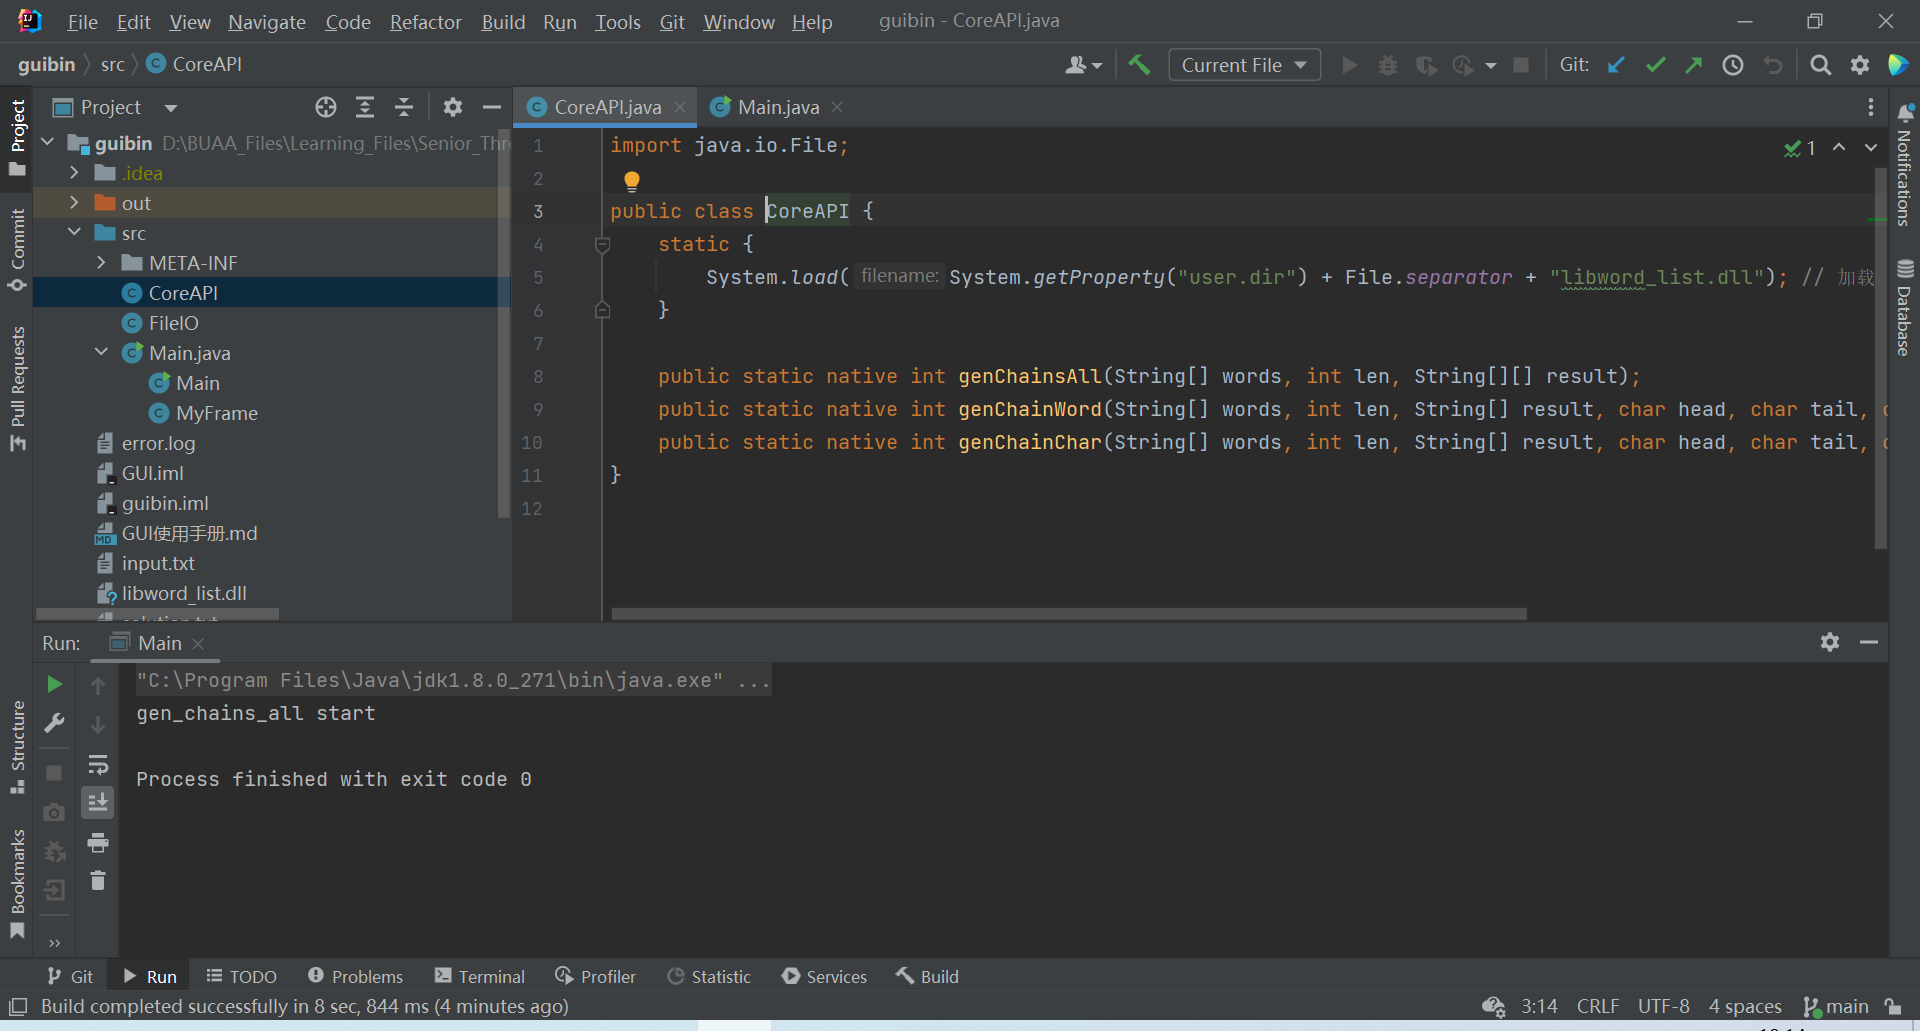 File Edit View Navigate Code Refactor Build Run Tools Git Window Help guibin - CoreAPI.java
guibin src CoreAPI Current File Git:
Project
CoreAPI.java Main.java
guibin D:\BUAA_Files\Learning_Files\Senior_Thr
.idea
out
src
META-INF
CoreAPI
FileIO
Main.java
Main
MyFrame
error.log
GUI.iml
guibin.iml
GUI使用手册.md
input.txt
libword_list.dll
1 import java.io.File;
2
3 public class CoreAPI {
4 static {
5 System.load( filename: System.getProperty("user.dir") + File.separator + "libword_list.dll"); // 加载
6 }
7
8 public static native int genChainsAll(String[] words, int len, String[][] result);
9 public static native int genChainWord(String[] words, int len, String[] result, char head, char tail,
10 public static native int genChainChar(String[] words, int len, String[] result, char head, char tail,
11 }
12
1
Project
Commit
Pull Requests
Structure
Bookmarks
Notifications
Database
Run: Main
"C:\Program Files\Java\jdk1.8.0_271\bin\java.exe" ...
gen_chains_all start
Process finished with exit code 0
Git Run TODO Problems Terminal Profiler Statistic Services Build
Build completed successfully in 8 sec, 844 ms (4 minutes ago) 3:14 CRLF UTF-8 4 spaces main